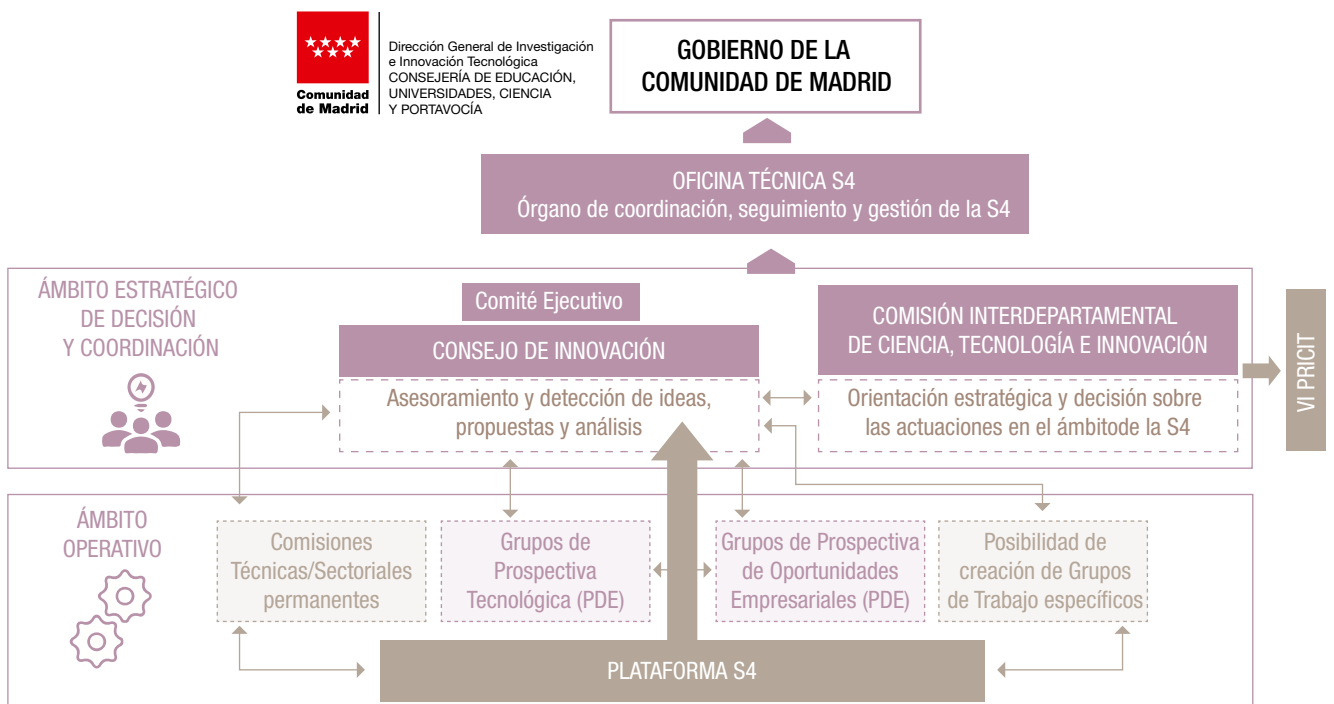 Comunidad
de Madrid
Dirección General de Investigación
e Innovación Tecnológica
CONSEJERÍA DE EDUCACIÓN,
UNIVERSIDADES, CIENCIA
Y PORTAVOCÍA
GOBIERNO DE LA
COMUNIDAD DE MADRID
OFICINA TÉCNICA S4
Órgano de coordinación, seguimiento y gestión de la S4
ÁMBITO ESTRATÉGICO
DE DECISIÓN
Y COORDINACIÓN
Comité Ejecutivo
CONSEJO DE INNOVACIÓN
Asesoramiento y detección de ideas,
propuestas y análisis
COMISIÓN INTERDEPARTAMENTAL
DE CIENCIA, TECNOLOGÍA E INNOVACIÓN
Orientación estratégica y decisión sobre
las actuaciones en el ámbitode la S4
VI PRICIT
ÁMBITO
OPERATIVO
Comisiones
Técnicas/Sectoriales
permanentes
Grupos de
Prospectiva
Tecnológica (PDE)
Grupos de Prospectiva
de Oportunidades
Empresariales (PDE)
Posibilidad de
creación de Grupos
de Trabajo específicos
PLATAFORMA S4